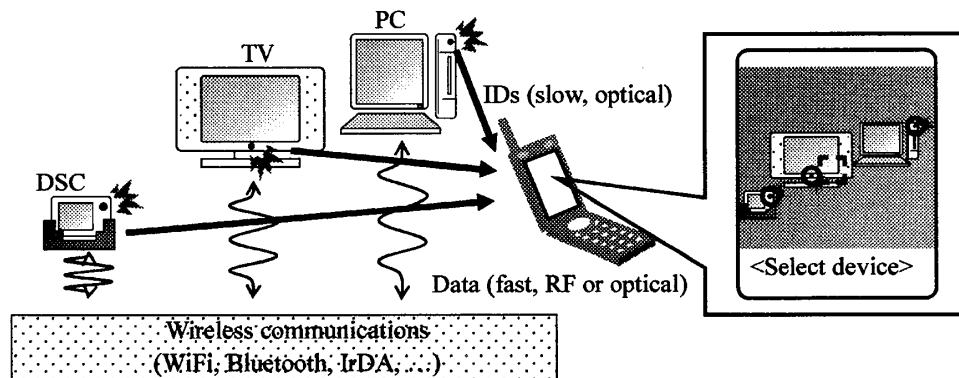 PC
TV
IDs (slow, optical)
DSC
Data (fast, RF or optical)
<Select device>
Wireless communications
(WiFi, Bluetooth, IrDA, …)